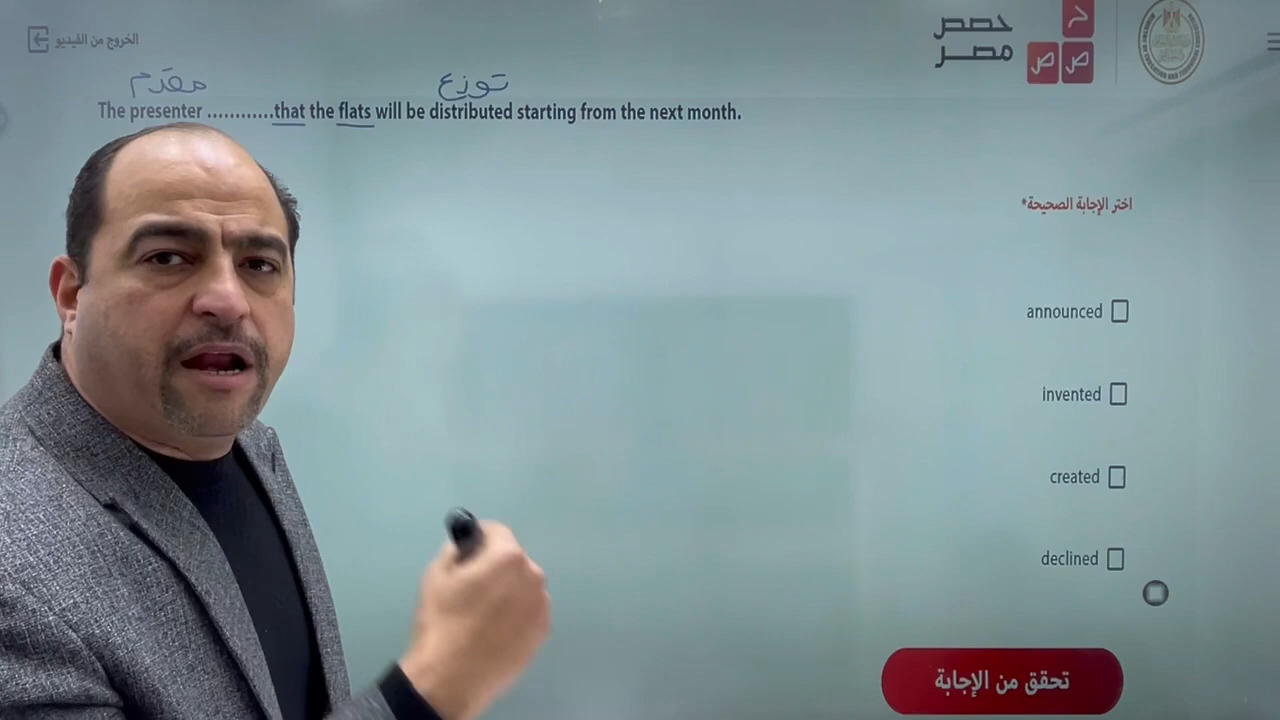 الخروج من الفيديو
حصص
مصر
ح
ص ص
مقدم توزع
The presenter ............that the flats will be distributed starting from the next month.
اختر الإجابة الصحيحة*
announced
invented
created
declined
تحقق من الإجابة